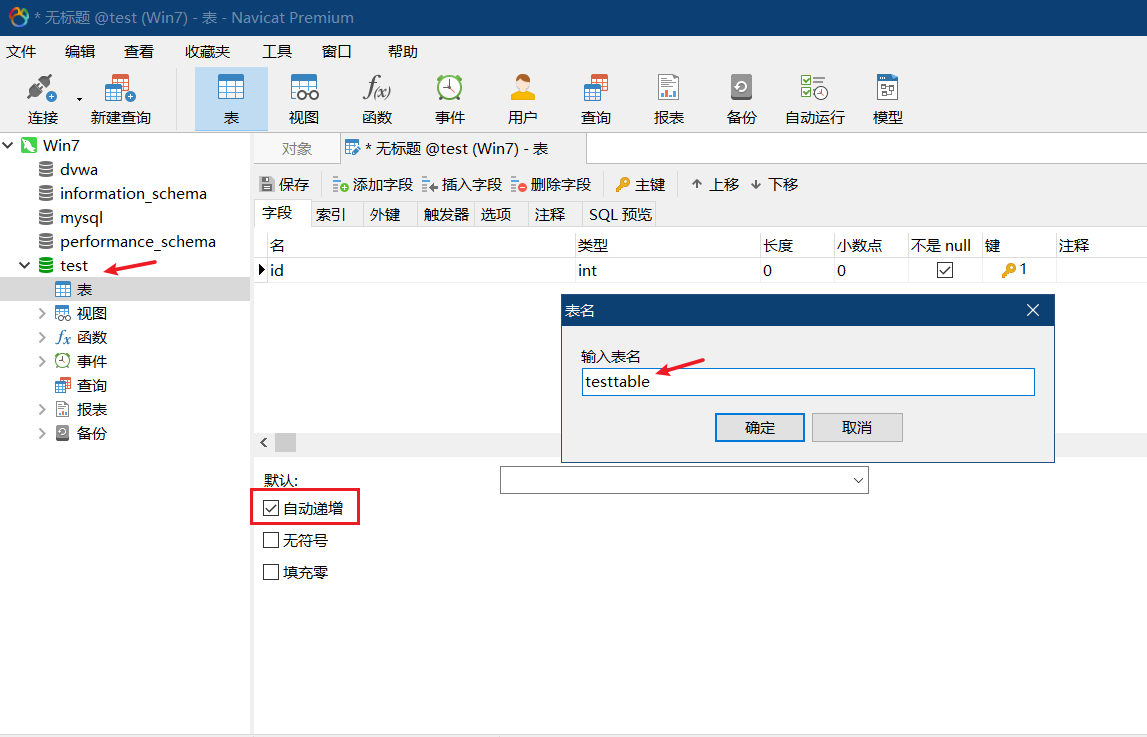 * 无标题 @test (Win7) - 表 - Navicat Premium
文件 编辑 查看 收藏夹 工具 窗口 帮助
连接 新建查询 表 视图 函数 事件 用户 查询 报表 备份 自动运行 模型
Win7
dvwa
information_schema
mysql
performance_schema
test
表
视图
函数
事件
查询
报表
备份
对象 * 无标题 @test (Win7) - 表
保存 添加字段 插入字段 删除字段 主键 上移 下移
字段 索引 外键 触发器 选项 注释 SQL 预览
名 类型 长度 小数点 不是 null 键 注释
id int 0 0 1
表名
输入表名
testtable
确定 取消
默认:
自动递增
无符号
填充零